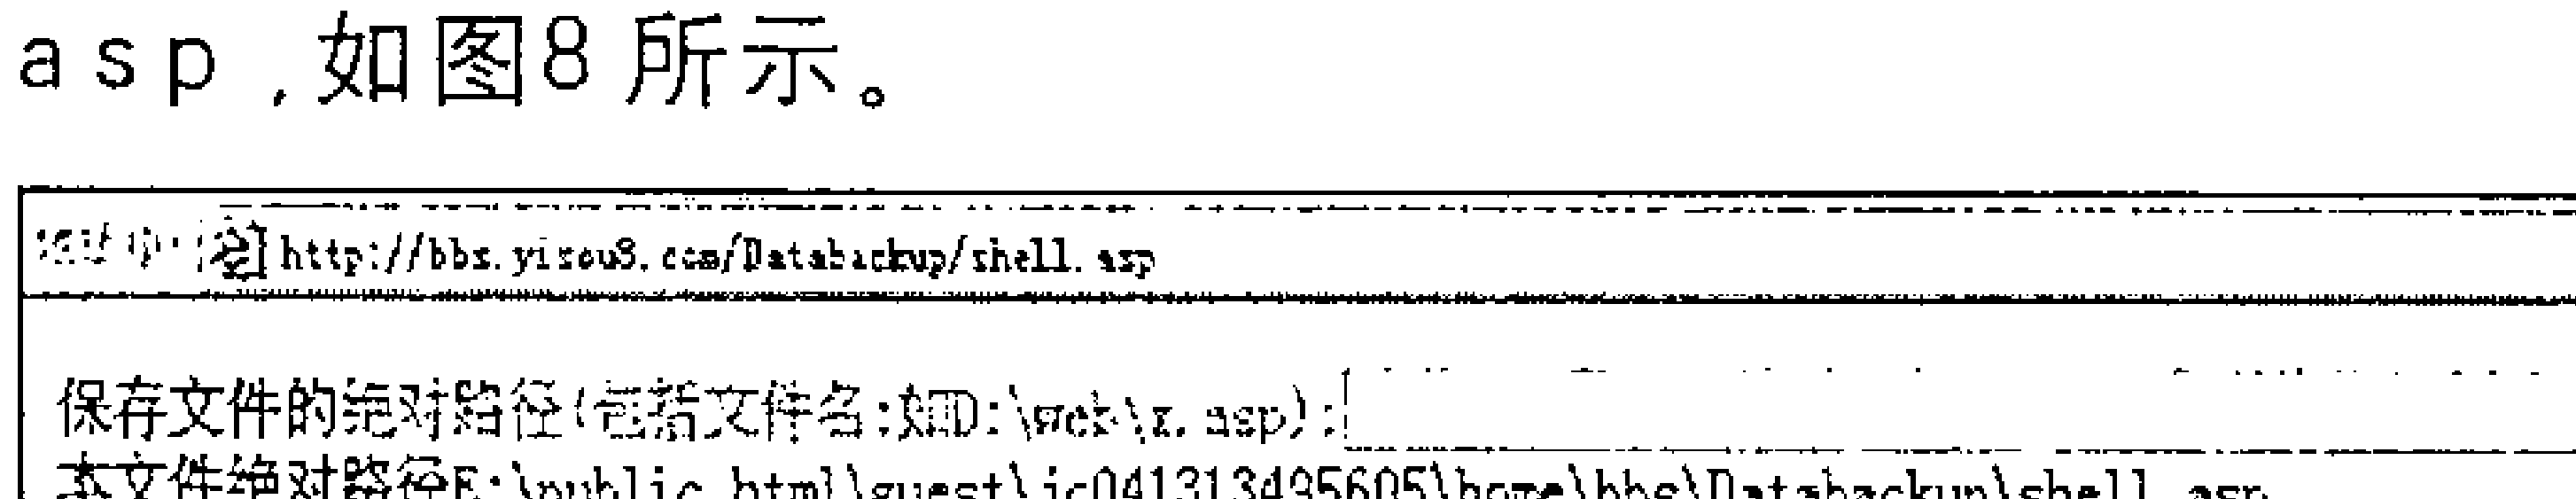 asp,如图8所示。
http://bbs.yisou8.com/Databackup/shell.asp
保存文件的绝对路径(包括文件名:如D:\web\x.asp):
本文件绝对路径E:\public_html\guest\jc041313495605\home\bbs\Databackup\shell.asp